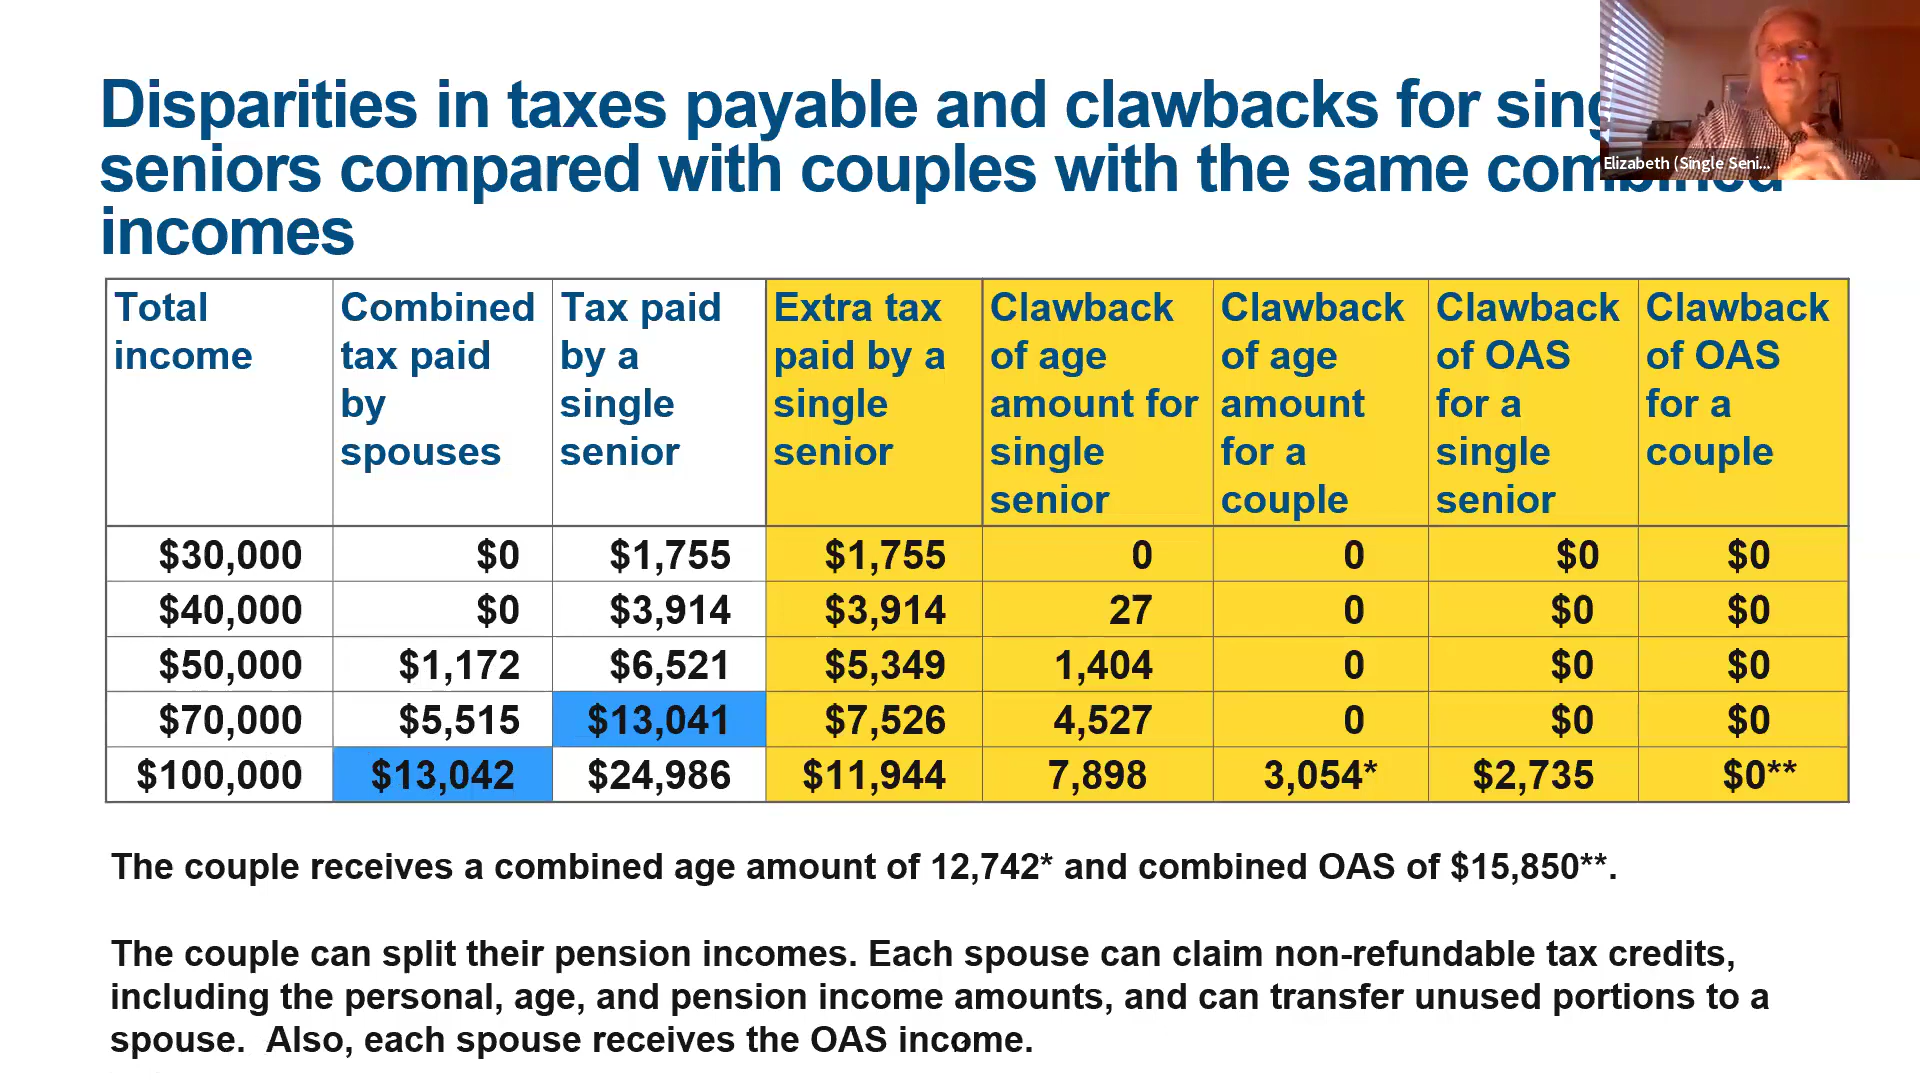 Disparities in taxes payable and clawbacks for sing
seniors compared with couples with the same combined
incomes
Elizabeth (Single Seni...
Total income | Combined tax paid by spouses | Tax paid by a single senior | Extra tax paid by a single senior | Clawback of age amount for single senior | Clawback of age amount for a couple | Clawback of OAS for a single senior | Clawback of OAS for a couple
$30,000 $0 $1,755 $1,755 0 0 $0 $0
$40,000 $0 $3,914 $3,914 27 0 $0 $0
$50,000 $1,172 $6,521 $5,349 1,404 0 $0 $0
$70,000 $5,515 $13,041 $7,526 4,527 0 $0 $0
$100,000 $13,042 $24,986 $11,944 7,898 3,054* $2,735 $0**
The couple receives a combined age amount of 12,742* and combined OAS of $15,850**.
The couple can split their pension incomes. Each spouse can claim non-refundable tax credits,
including the personal, age, and pension income amounts, and can transfer unused portions to a
spouse.  Also, each spouse receives the OAS income.